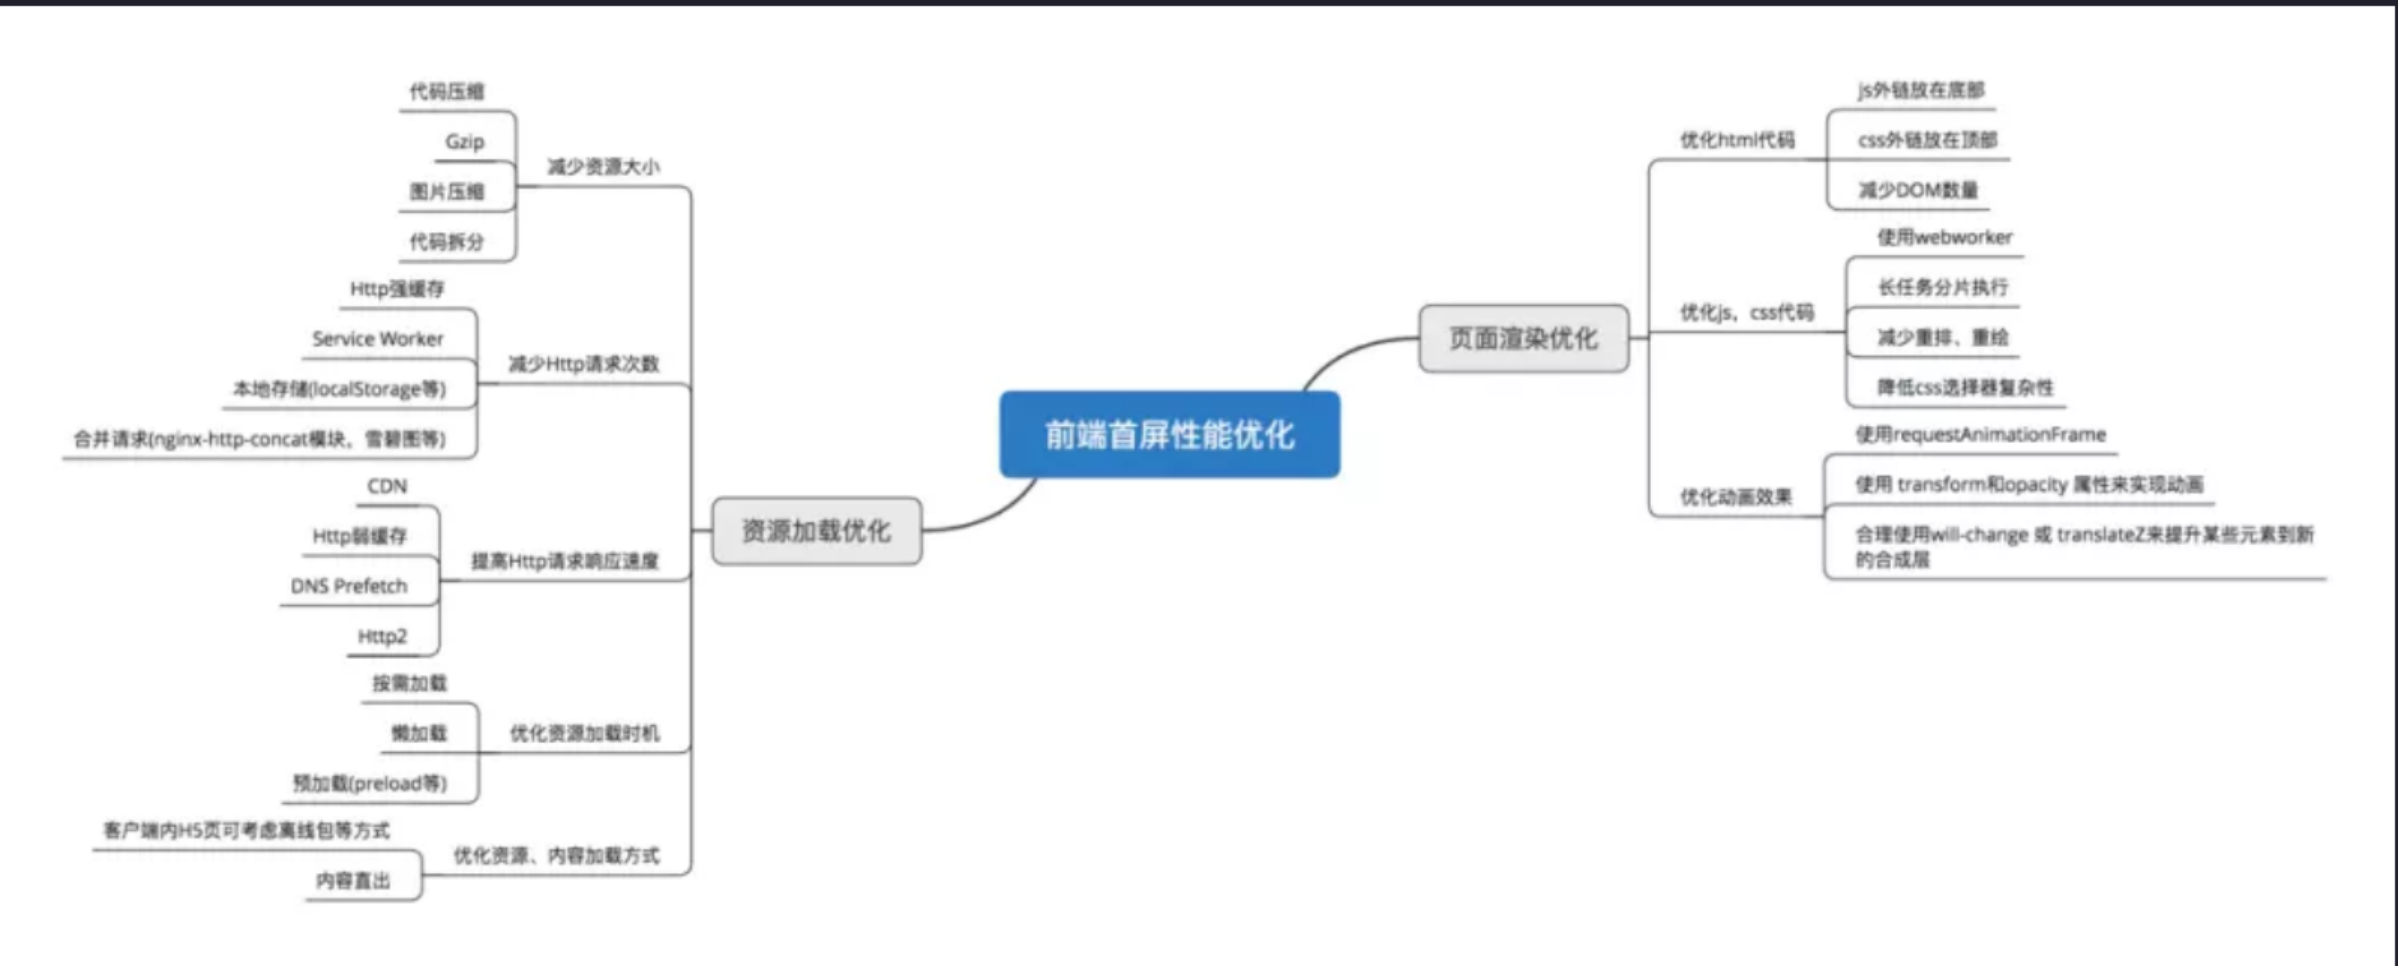 前端首屏性能优化
页面渲染优化
优化html代码
js外链放在底部
css外链放在顶部
减少DOM数量
优化js，css代码
使用webworker
长任务分片执行
减少重排、重绘
降低css选择器复杂性
优化动画效果
使用requestAnimationFrame
使用 transform和opacity 属性来实现动画
合理使用will-change 或 translateZ来提升某些元素到新
的合成层
资源加载优化
减少资源大小
代码压缩
Gzip
图片压缩
代码拆分
减少Http请求次数
Http强缓存
Service Worker
本地存储(localStorage等)
合并请求(nginx-http-concat模块，雪碧图等)
提高Http请求响应速度
CDN
Http弱缓存
DNS Prefetch
Http2
优化资源加载时机
按需加载
懒加载
预加载(preload等)
优化资源、内容加载方式
客户端内H5页可考虑离线包等方式
内容直出